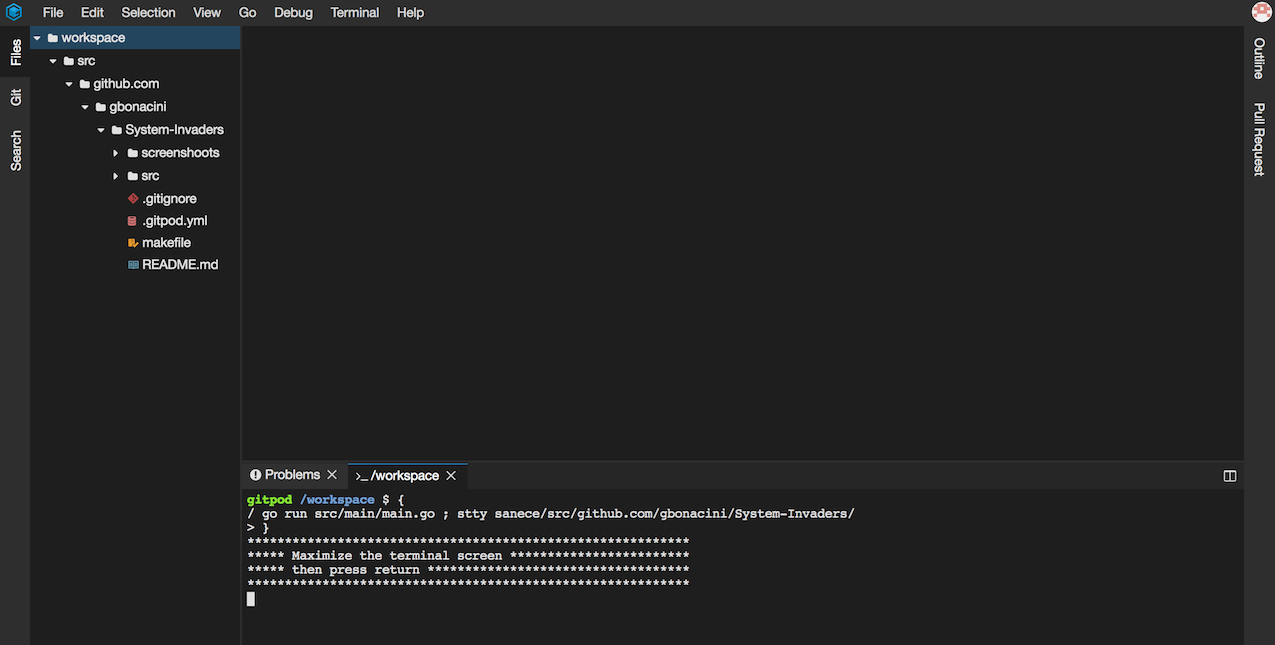 File Edit Selection View Go Debug Terminal Help
Files
Git
Search
workspace
src
github.com
gbonacini
System-Invaders
screenshoots
src
.gitignore
.gitpod.yml
makefile
README.md
Problems
>_ /workspace
gitpod /workspace $ {
/ go run src/main/main.go ; stty sanece/src/github.com/gbonacini/System-Invaders/
> }
***********************************************************
***** Maximize the terminal screen ************************
***** then press return ***********************************
***********************************************************
Outline
Pull Request